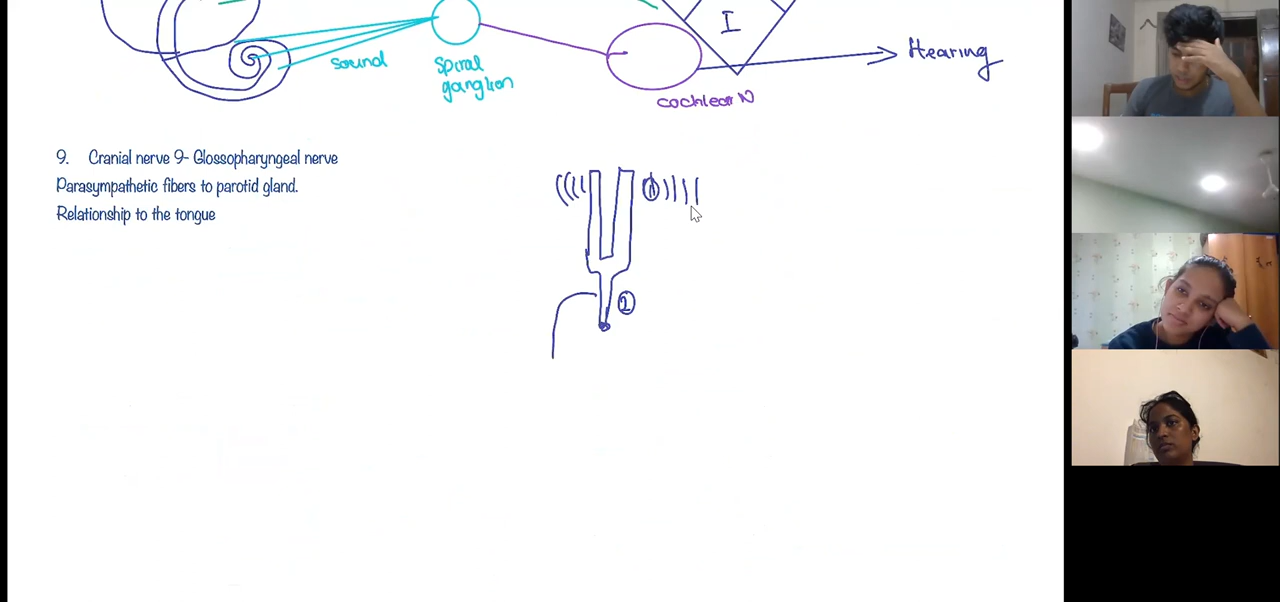 I
Hearing
sound
Spiral
ganglion
cochlear N
9. Cranial nerve 9- Glossopharyngeal nerve
Parasympathetic fibers to parotid gland.
Relationship to the tongue
1
2